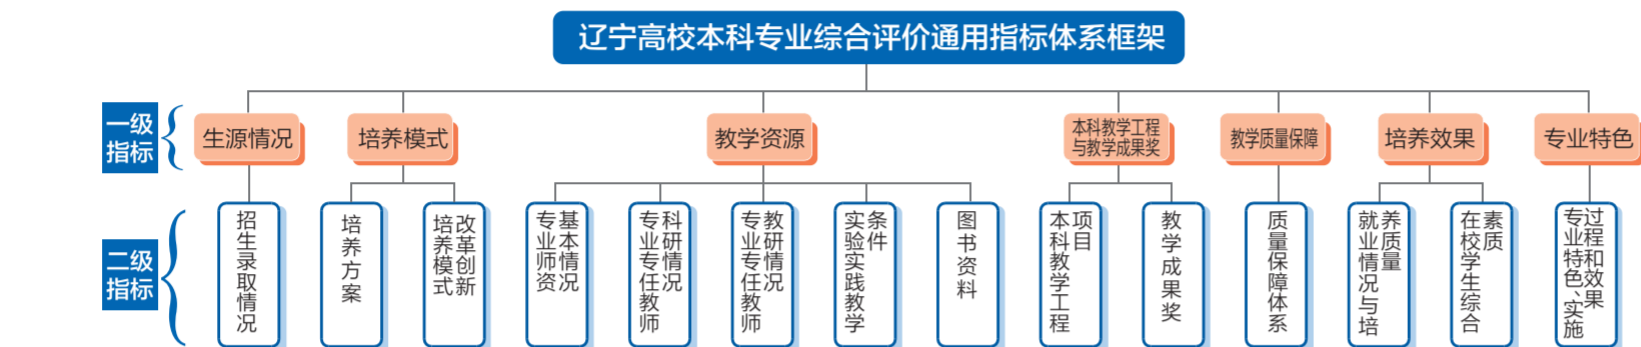 辽宁高校本科专业综合评价通用指标体系框架
一级
指标
生源情况
培养模式
教学资源
本科教学工程
与教学成果奖
教学质量保障
培养效果
专业特色
二级
指标
招生录取情况
培养方案
培养模式
改革创新
专业师资
基本情况
专业专任教师
科研情况
专业专任教师
教研情况
实验实践教学
条件
图书资料
本科教学工程
项目
教学成果奖
质量保障体系
就业情况与培
养质量
在校学生综合
素质
专业特色、实施
过程和效果